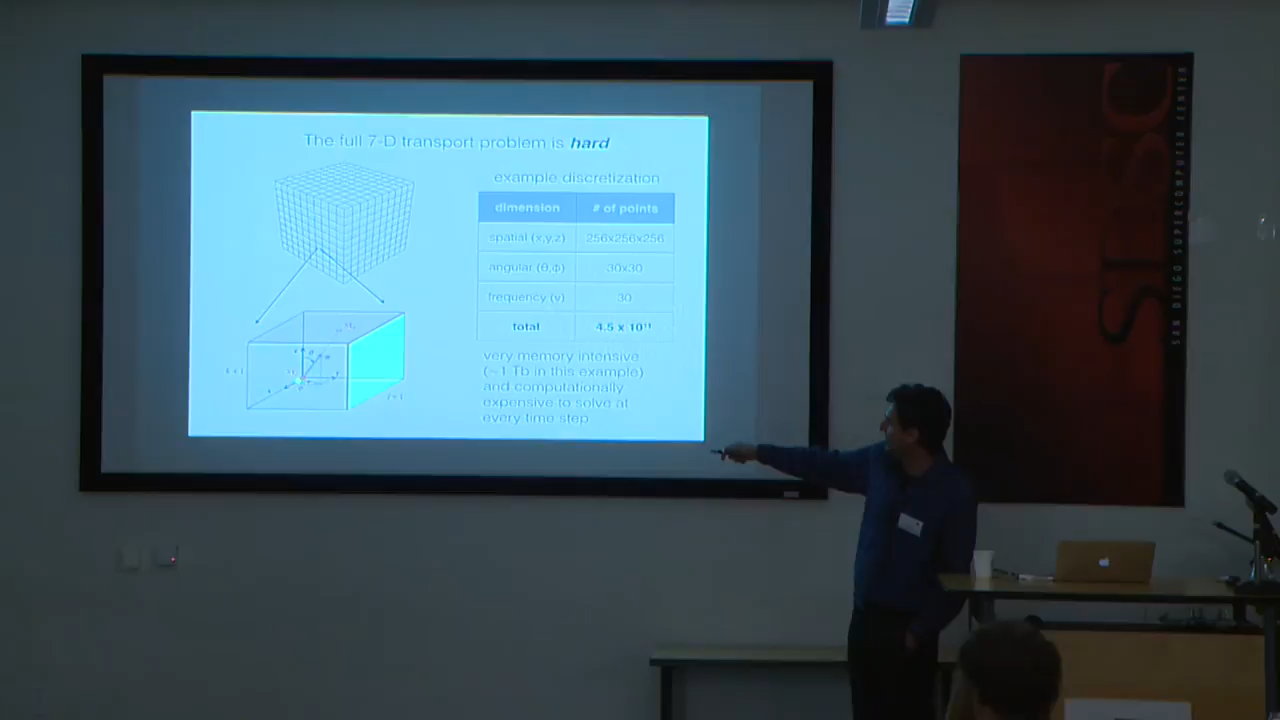 The full 7-D transport problem is hard
example discretization
dimension # of points
spatial (x,y,z) 256x256x256
angular (θ,ϕ) 30x30
frequency (ν) 30
total 4.5 x 10¹¹
very memory intensive
(~1 Tb in this example)
and computationally
expensive to solve at
every time step
SDSC
SAN DIEGO SUPERCOMPUTER CENTER